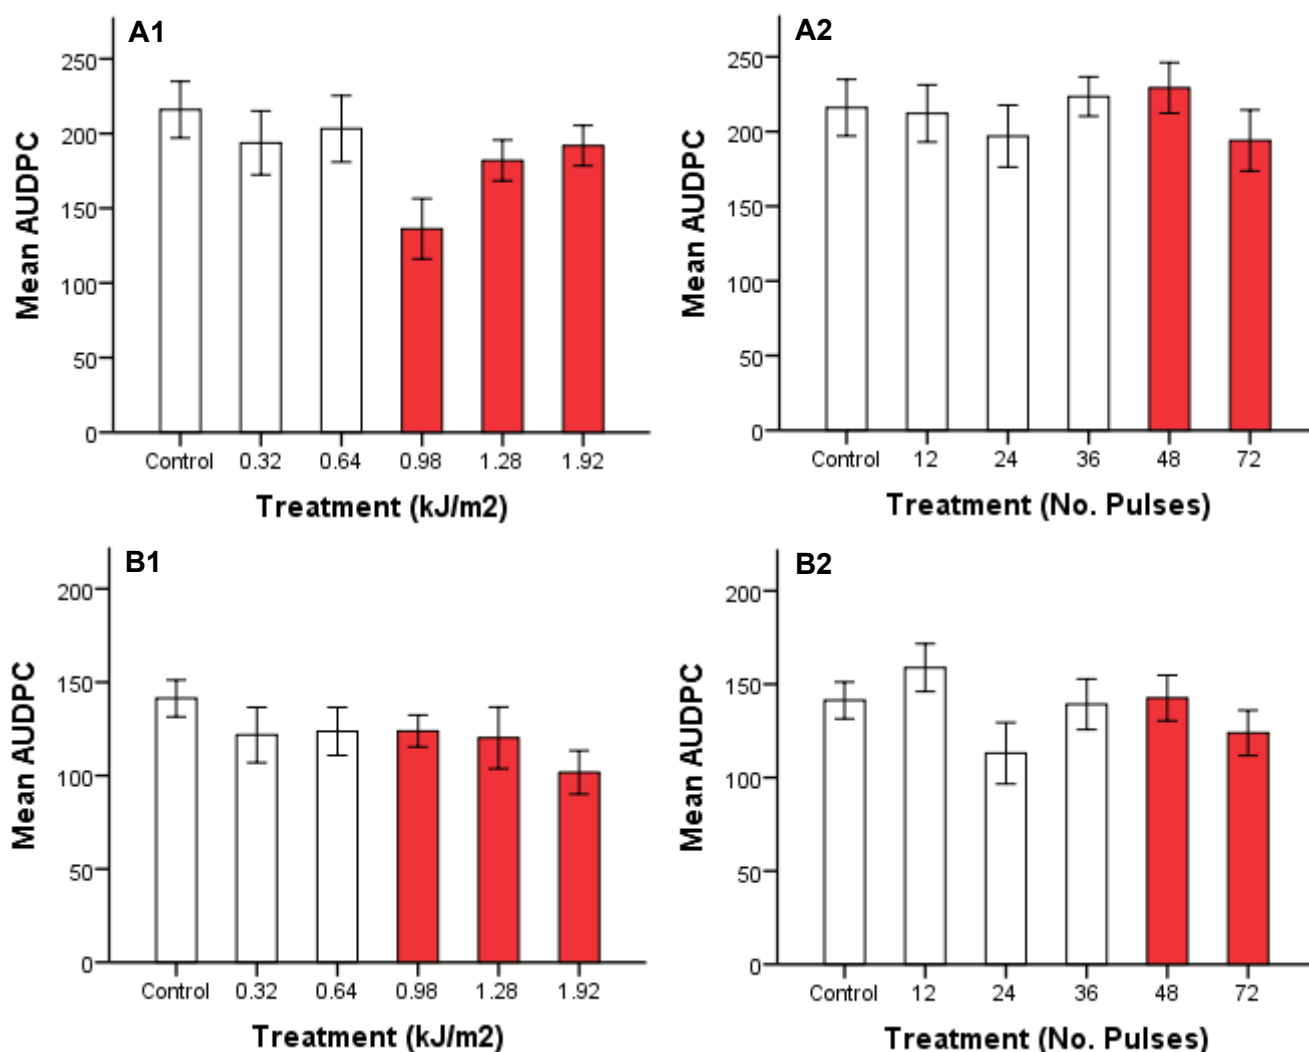 A1
250
200
150
100
50
0
Mean AUDPC
Control 0.32 0.64 0.98 1.28 1.92
Treatment (kJ/m2)
A2
250
200
150
100
50
0
Mean AUDPC
Control 12 24 36 48 72
Treatment (No. Pulses)
B1
200
150
100
50
0
Mean AUDPC
Control 0.32 0.64 0.98 1.28 1.92
Treatment (kJ/m2)
B2
200
150
100
50
0
Mean AUDPC
Control 12 24 36 48 72
Treatment (No. Pulses)